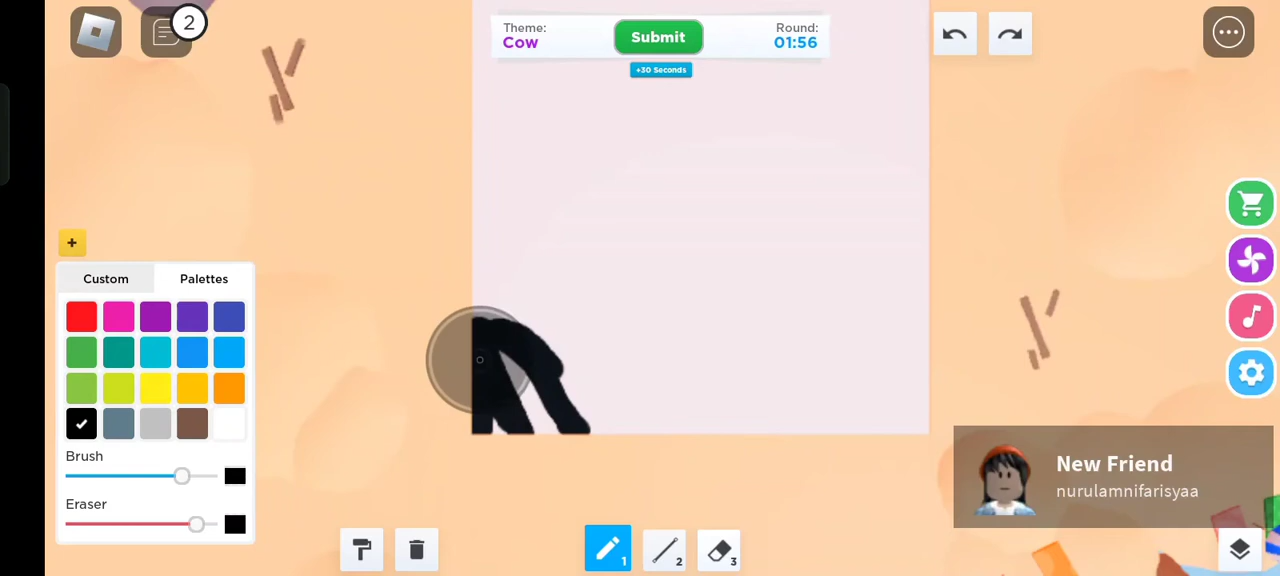 2
Theme:
Cow
Submit
Round:
01:56
+30 Seconds
+
Custom
Palettes
Brush
Eraser
New Friend
nurulamnifarisyaa
1
2
3